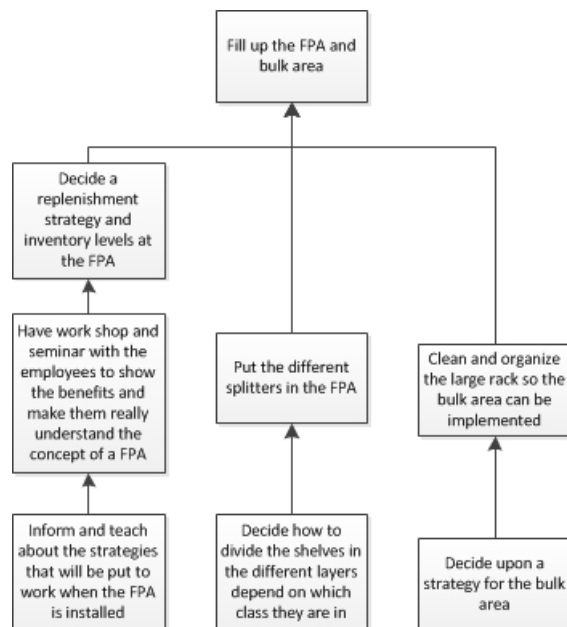 Fill up the FPA and
bulk area
Decide a
replenishment
strategy and
inventory levels at
the FPA
Have work shop and
seminar with the
employees to show
the benefits and
make them really
understand the
concept of a FPA
Put the different
splitters in the FPA
Clean and organize
the large rack so the
bulk area can be
implemented
Inform and teach
about the strategies
that will be put to
work when the FPA
is installed
Decide how to
divide the shelves in
the different layers
depend on which
class they are in
Decide upon a
strategy for the bulk
area